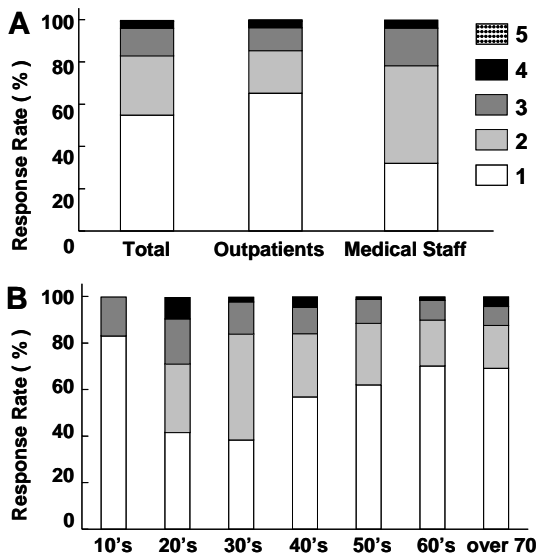 A
Response Rate ( % )
100
80
60
40
20
0
Total Outpatients Medical Staff
5
4
3
2
1
B
Response Rate ( % )
100
80
60
40
20
0
10's 20's 30's 40's 50's 60's over 70